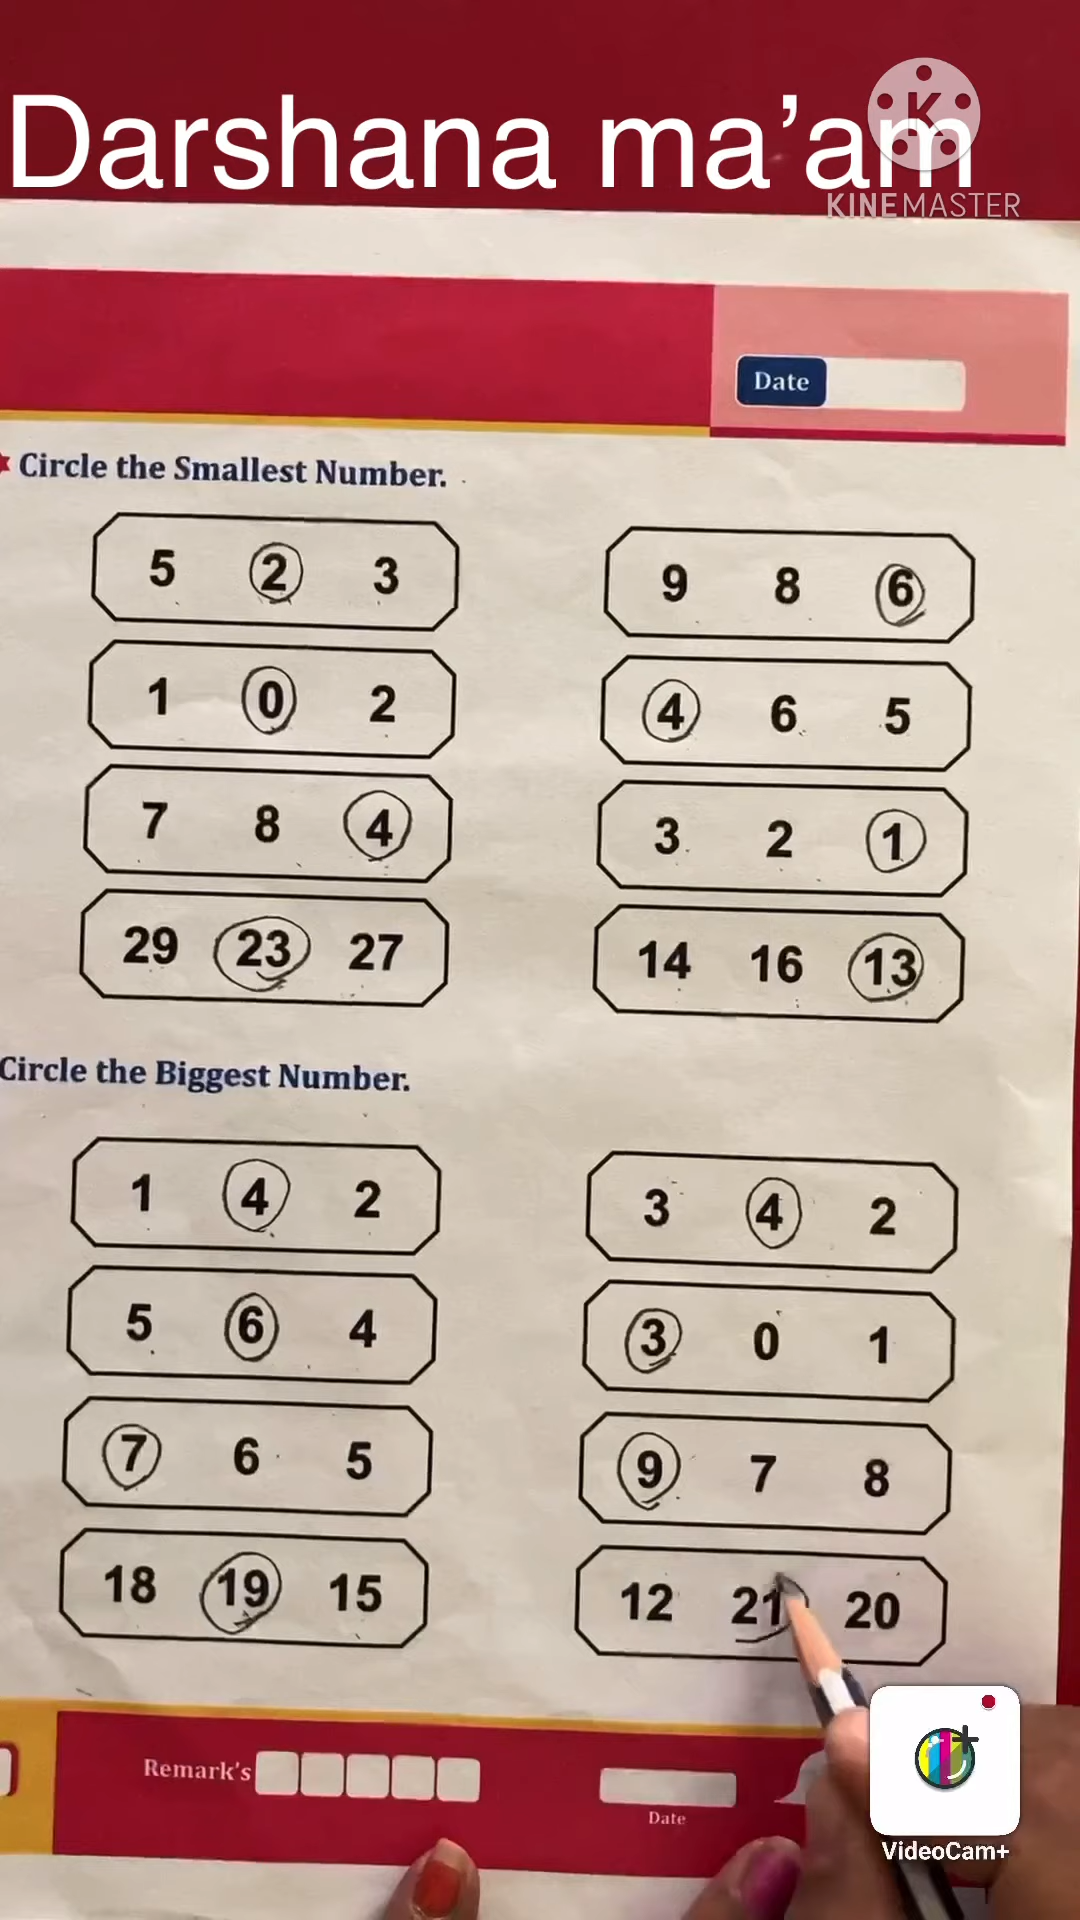 Darshana ma’am
K
KINEMASTER
Date
Circle the Smallest Number.
5 2 3
9 8 6
1 0 2
4 6 5
7 8 4
3 2 1
29 23 27
14 16 13
Circle the Biggest Number.
1 4 2
3 4 2
5 6 4
3 0 1
7 6 5
9 7 8
18 19 15
12 21 20
Remark's
Date
VideoCam+